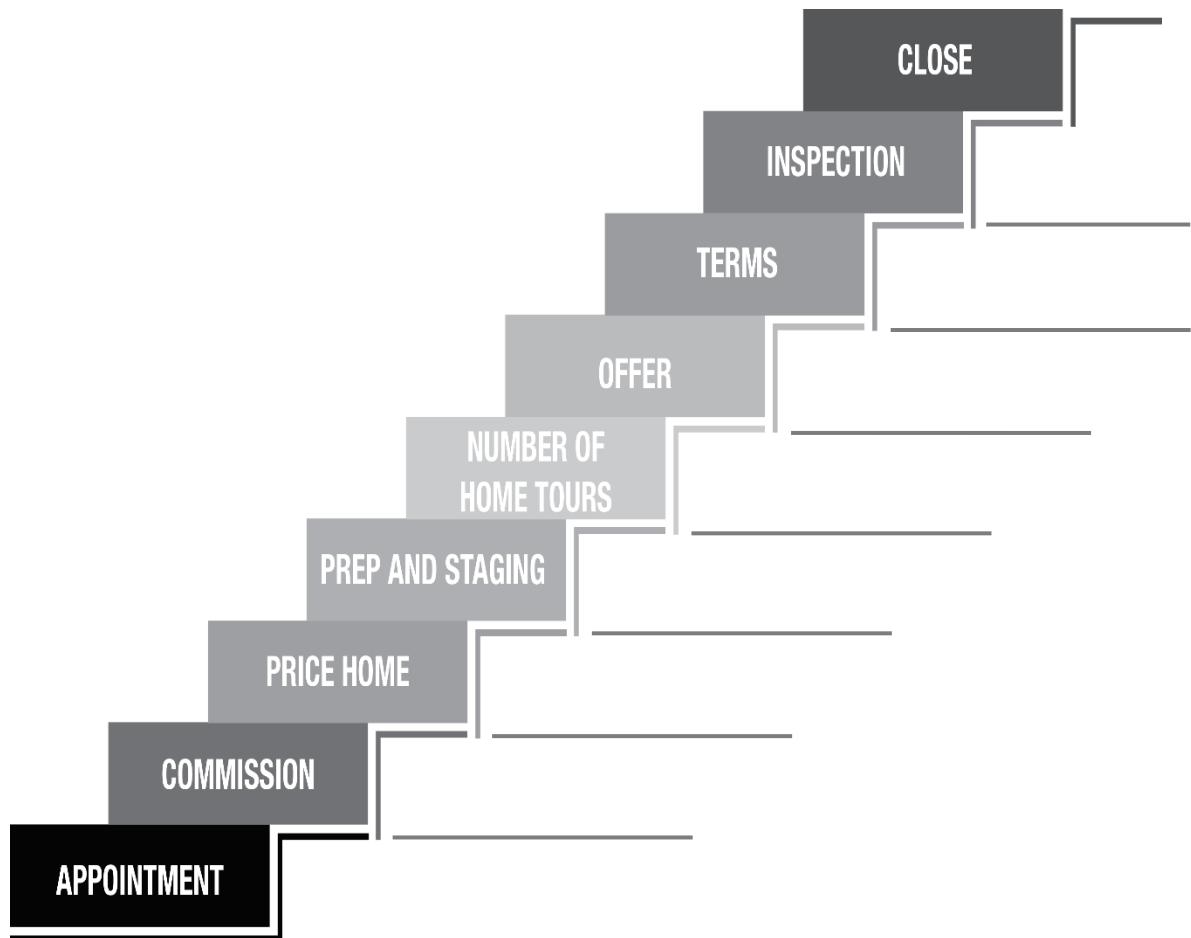 CLOSE
INSPECTION
TERMS
OFFER
NUMBER OF
HOME TOURS
PREP AND STAGING
PRICE HOME
COMMISSION
APPOINTMENT